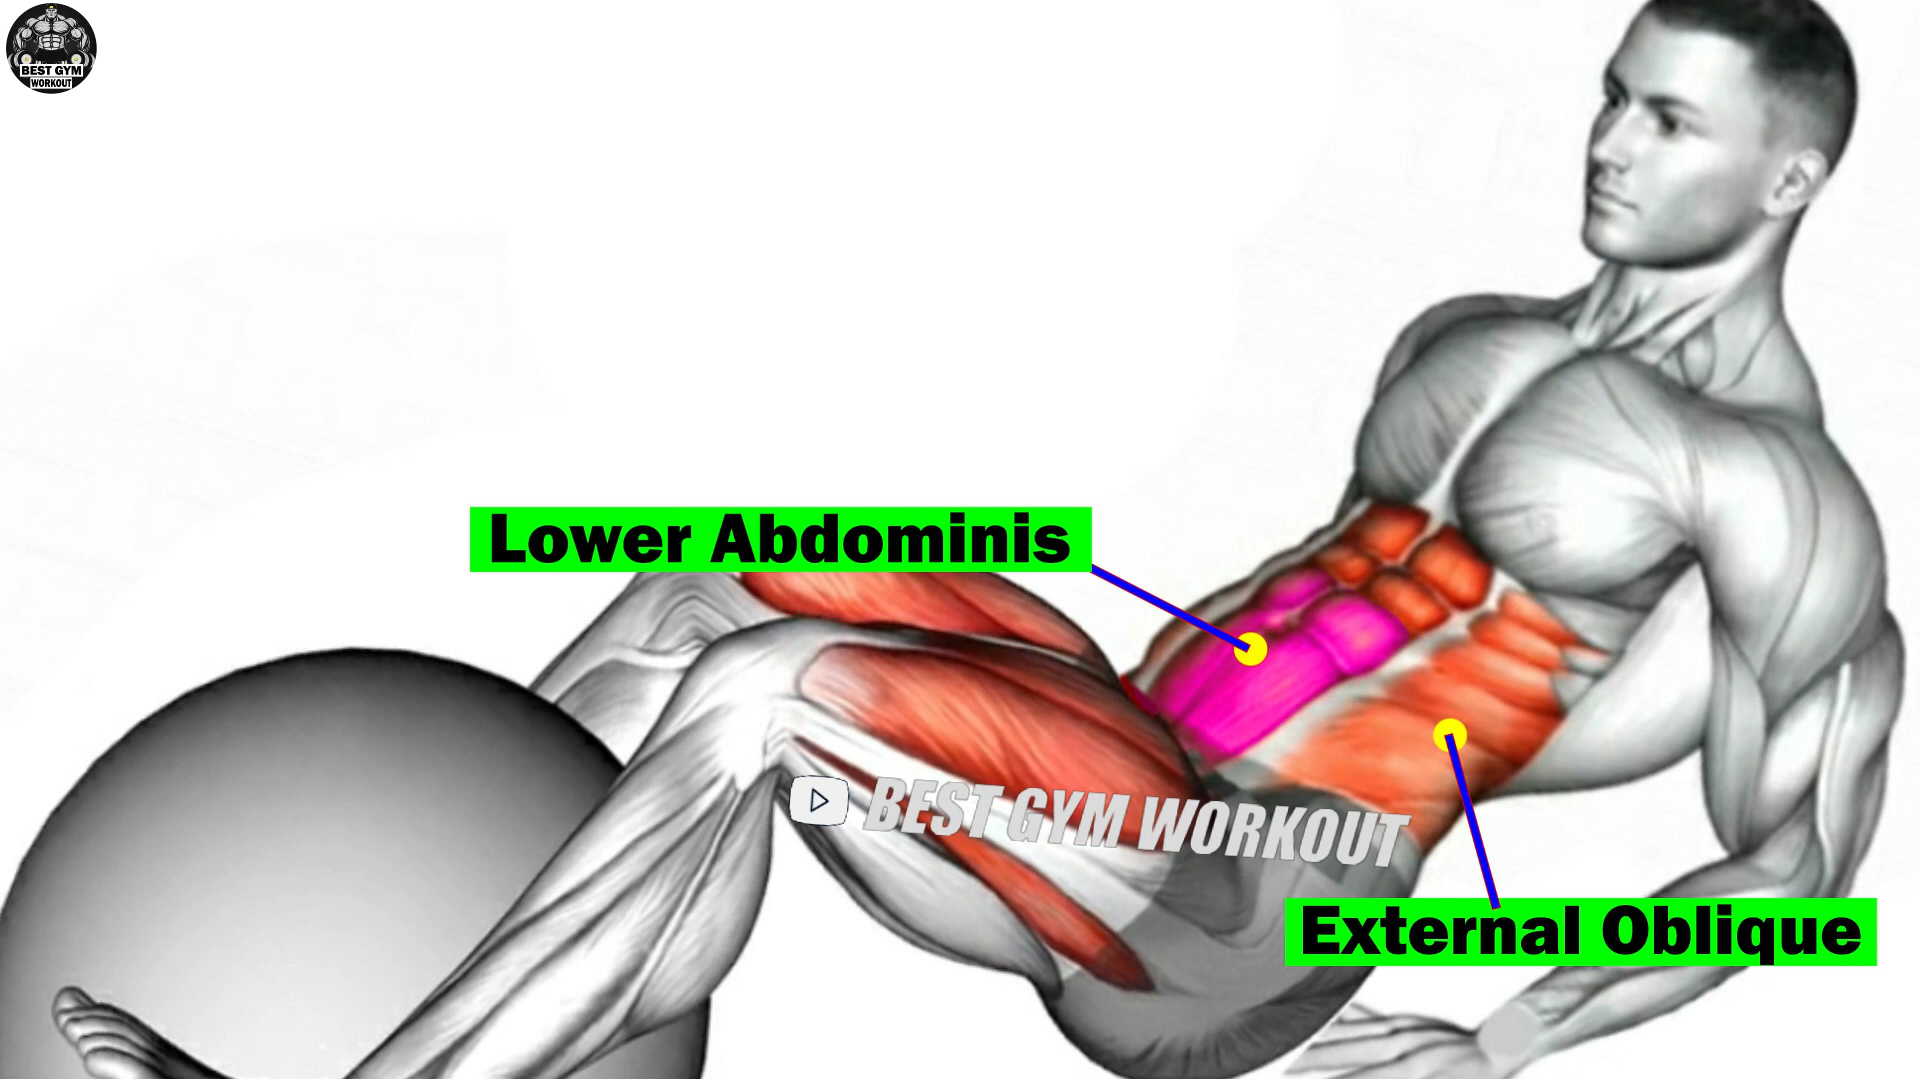 BEST GYM
WORKOUT
Lower Abdominis
BEST GYM WORKOUT
External Oblique